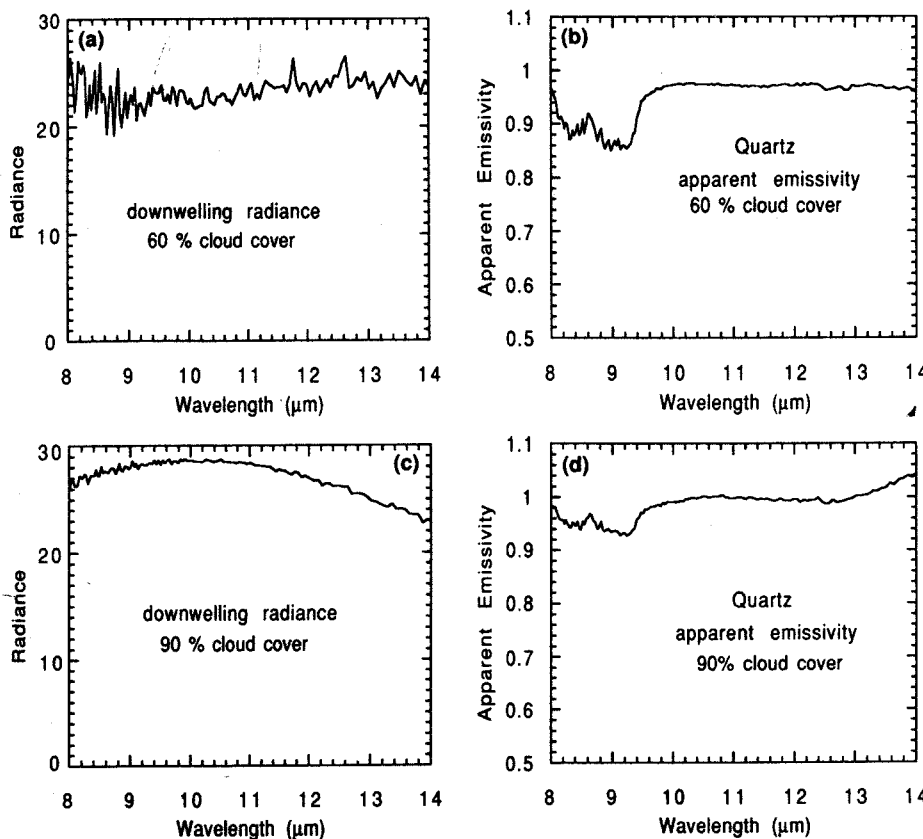 (a)
30
20
10
0
Radiance
downwelling radiance
60 % cloud cover
8 9 10 11 12 13 14
Wavelength (µm)
(b)
1.1
1
0.9
0.8
0.7
0.6
0.5
Apparent Emissivity
Quartz
apparent emissivity
60 % cloud cover
8 9 10 11 12 13 14
Wavelength (µm)
(c)
30
20
10
0
Radiance
downwelling radiance
90 % cloud cover
8 9 10 11 12 13 14
Wavelength (µm)
(d)
1.1
1
0.9
0.8
0.7
0.6
0.5
Apparent Emissivity
Quartz
apparent emissivity
90% cloud cover
8 9 10 11 12 13 14
Wavelength (µm)